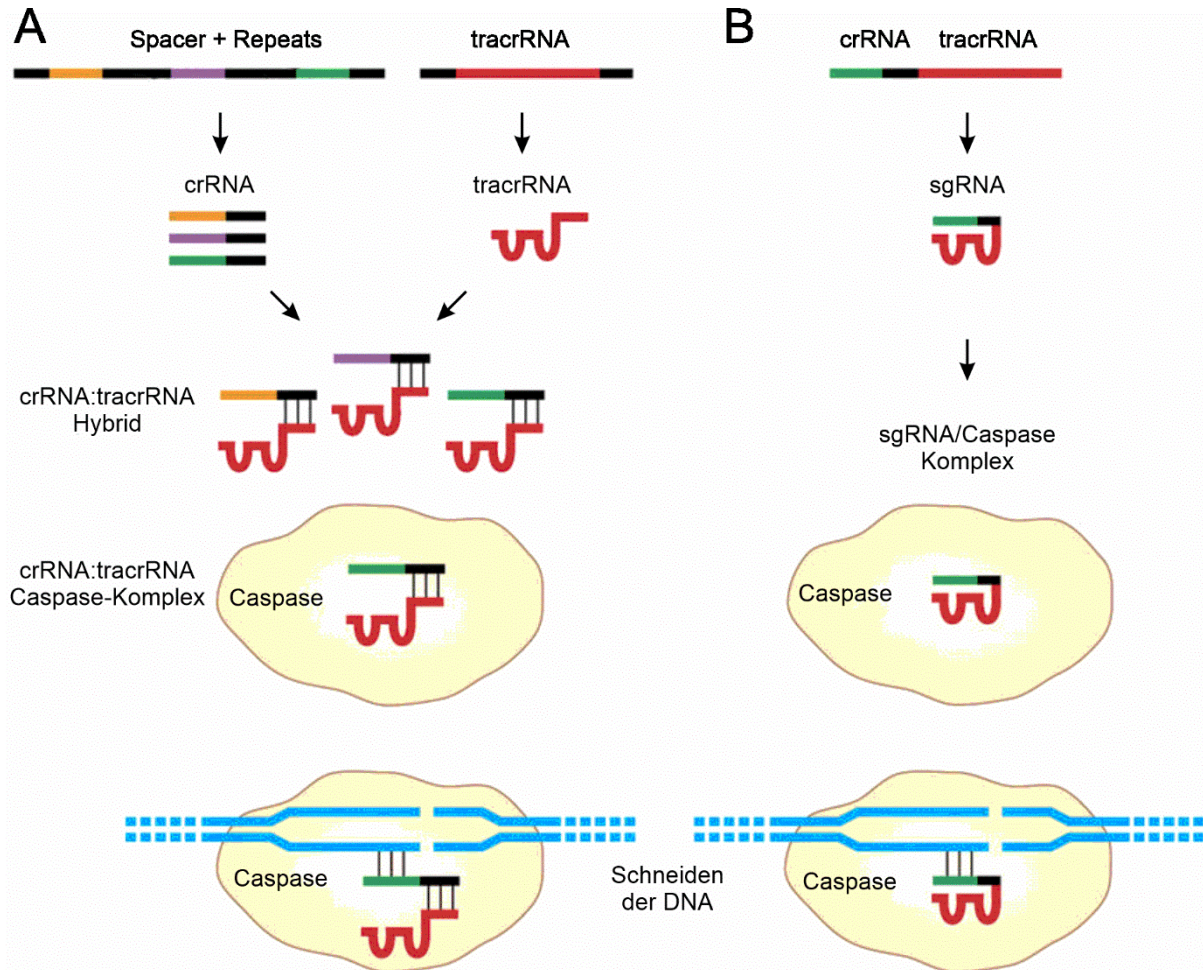 A
Spacer + Repeats
tracrRNA
crRNA
tracrRNA
crRNA:tracrRNA
Hybrid
crRNA:tracrRNA
Caspase-Komplex
Caspase
Caspase
B
crRNA
tracrRNA
sgRNA
sgRNA/Caspase
Komplex
Caspase
Schneiden
der DNA
Caspase